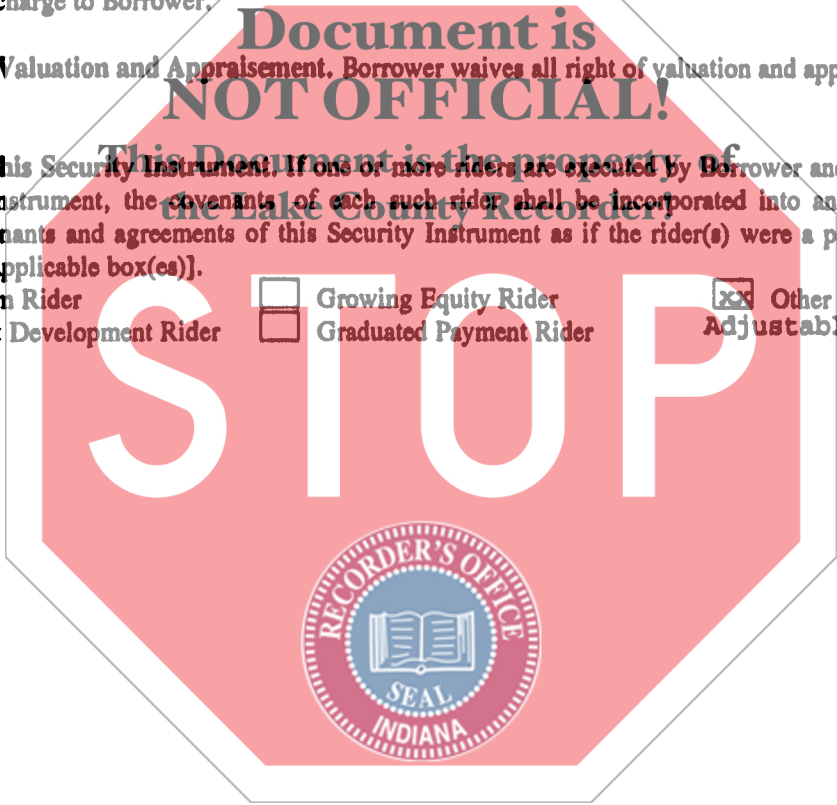 charge to Borrower.
Document is
Valuation and Appraisement. Borrower waives all right of valuation and app
NOT OFFICIAL!
This Document is the property of
his Security Instrument. If one or more riders are executed by Borrower and
the Lake County Recorder!
nstrument, the covenants of each such rider shall be incorporated into an
nants and agreements of this Security Instrument as if the rider(s) were a p
pplicable box(es)].
n Rider Growing Equity Rider xx Other
t Development Rider Graduated Payment Rider Adjustabl
STOP
RECORDER'S OFFICE
SEAL
INDIANA